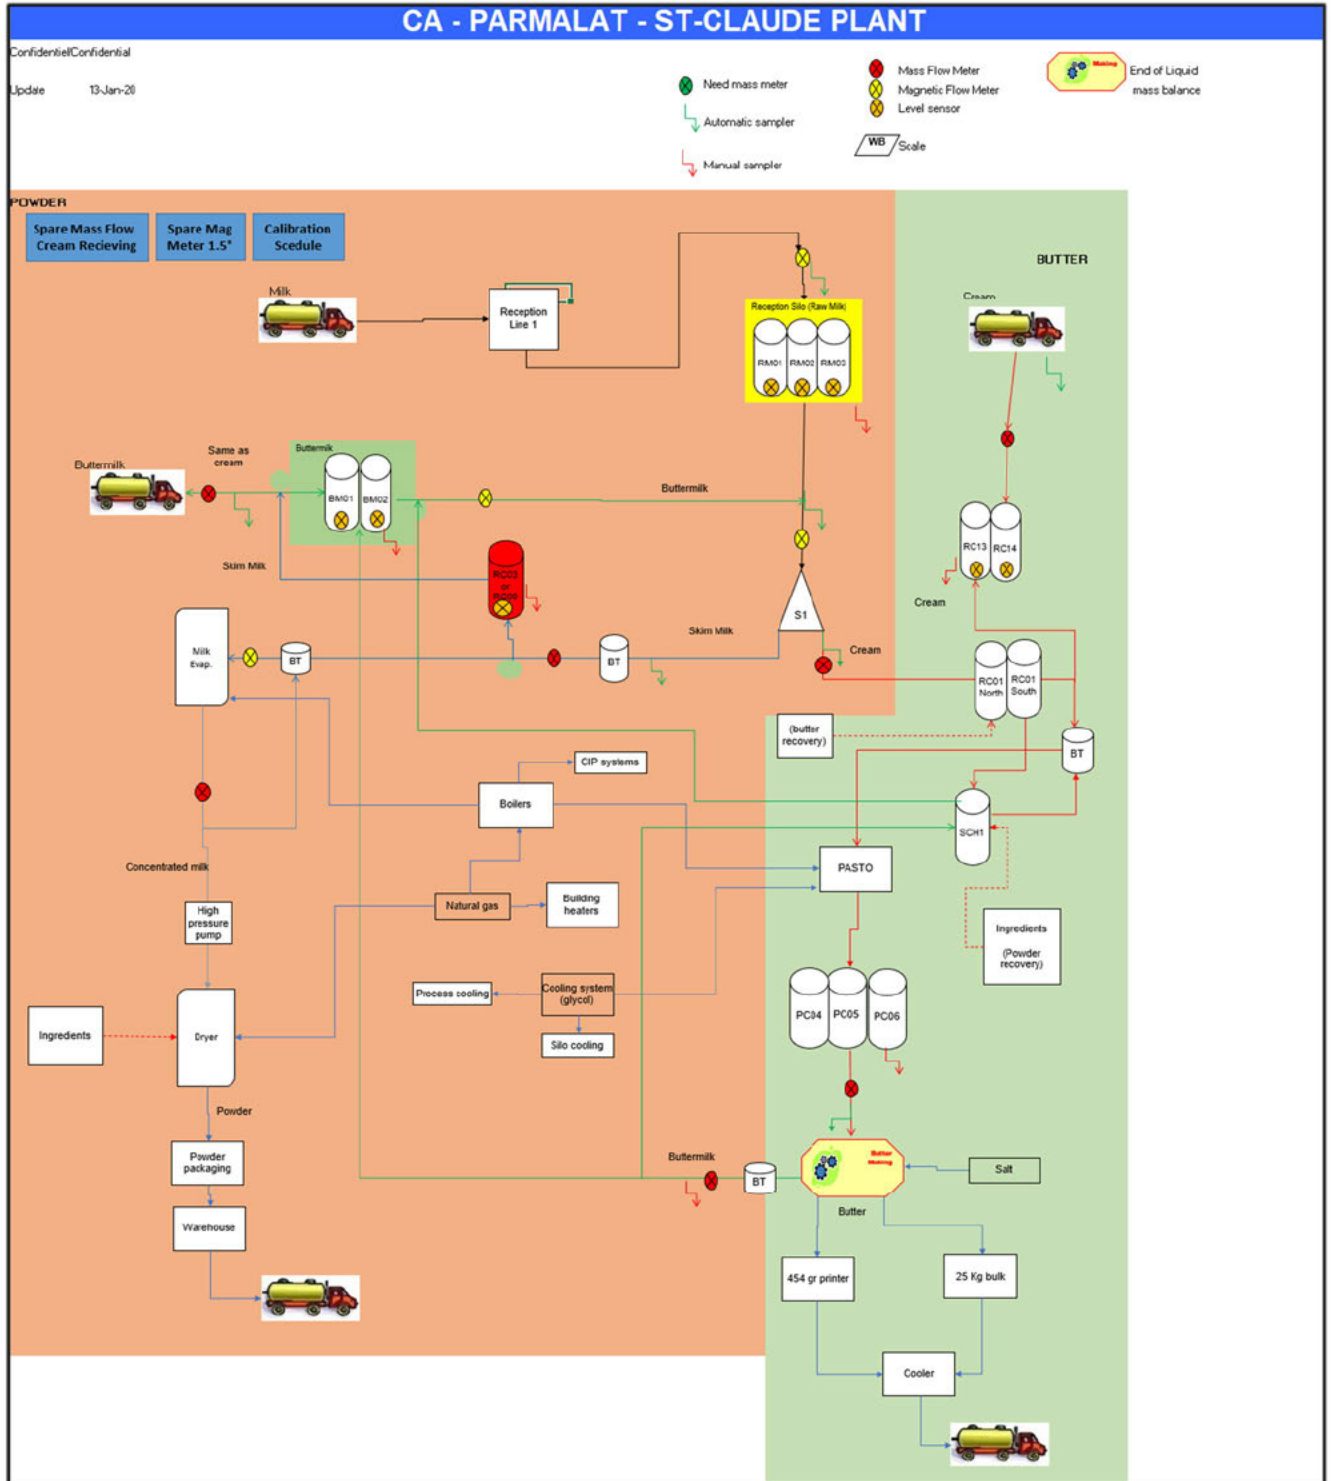 CA - PARMALAT - ST-CLAUDE PLANT
Confidentiel/Confidential
Update 13-Jan-20
Need mass meter
Automatic sampler
Manual sampler
Mass Flow Meter
Magnetic Flow Meter
Level sensor
WB
Scale
Making
End of Liquid
mass balance
POWDER
Spare Mass Flow
Cream Recieving
Spare Mag
Meter 1.5"
Calibration
Scedule
BUTTER
Milk
Reception
Line 1
Reception Silo (Raw Milk)
RM01
RM02
RM03
Cream
Same as
cream
Buttermilk
Buttermilk
BM01
BM02
Buttermilk
RC13
RC14
Skim Milk
or
S1
Cream
Skim Milk
Cream
Milk
Evap.
BT
BT
RC01
North
RC01
South
(butter
recovery)
BT
CIP systems
Boilers
SCH1
PASTO
Concentrated milk
Natural gas
Building
heaters
High
pressure
pump
Ingredients
(Powder
recovery)
Process cooling
Cooling system
(glycol)
Silo cooling
PC04
PC05
PC06
Ingredients
Dryer
Powder
Powder
packaging
Buttermilk
BT
Butter
Making
Salt
Butter
Warehouse
454 gr printer
25 Kg bulk
Cooler